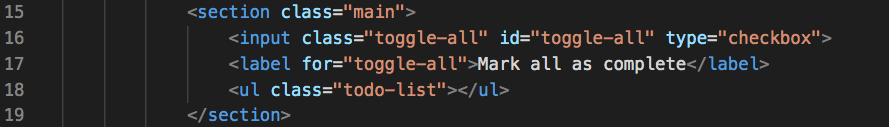 15 <section class="main">
16 <input class="toggle-all" id="toggle-all" type="checkbox">
17 <label for="toggle-all">Mark all as complete</label>
18 <ul class="todo-list"></ul>
19 </section>